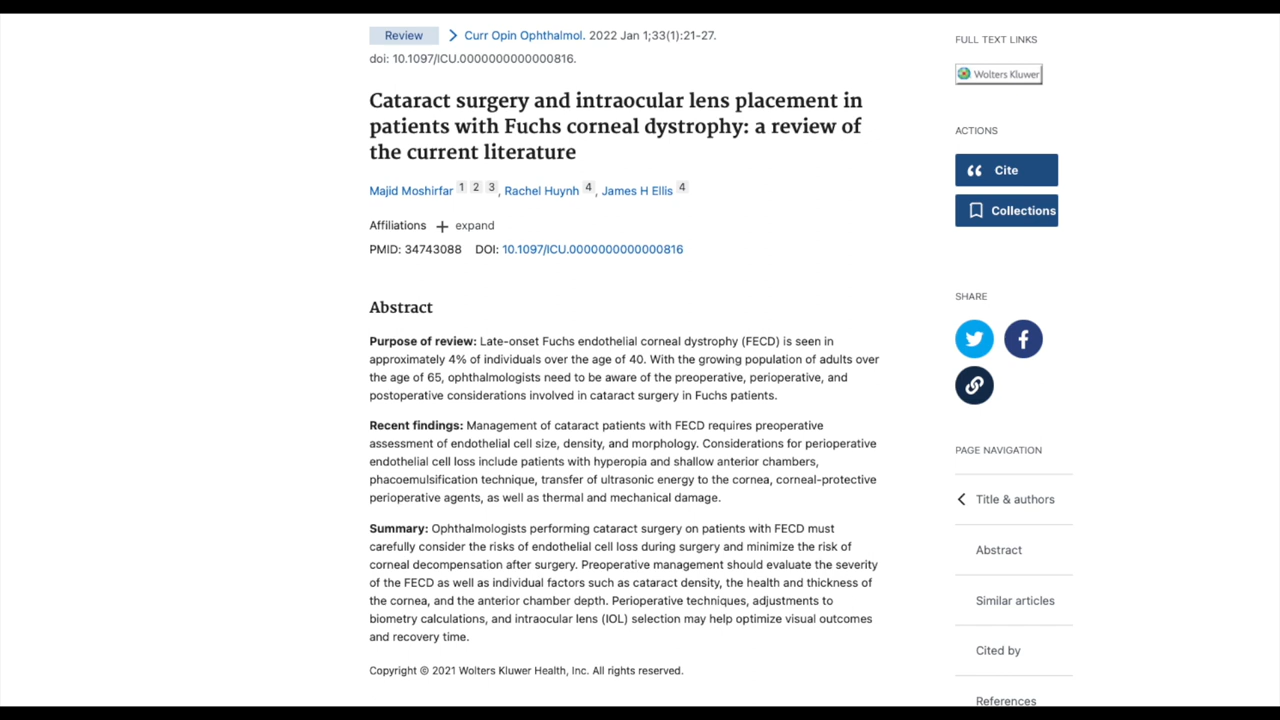 Review > Curr Opin Ophthalmol. 2022 Jan 1;33(1):21-27.
doi: 10.1097/ICU.0000000000000816.
Cataract surgery and intraocular lens placement in
patients with Fuchs corneal dystrophy: a review of
the current literature
Majid Moshirfar 1 2 3, Rachel Huynh 4, James H Ellis 4
Affiliations + expand
PMID: 34743088 DOI: 10.1097/ICU.0000000000000816
Abstract
Purpose of review: Late-onset Fuchs endothelial corneal dystrophy (FECD) is seen in
approximately 4% of individuals over the age of 40. With the growing population of adults over
the age of 65, ophthalmologists need to be aware of the preoperative, perioperative, and
postoperative considerations involved in cataract surgery in Fuchs patients.
Recent findings: Management of cataract patients with FECD requires preoperative
assessment of endothelial cell size, density, and morphology. Considerations for perioperative
endothelial cell loss include patients with hyperopia and shallow anterior chambers,
phacoemulsification technique, transfer of ultrasonic energy to the cornea, corneal-protective
perioperative agents, as well as thermal and mechanical damage.
Summary: Ophthalmologists performing cataract surgery on patients with FECD must
carefully consider the risks of endothelial cell loss during surgery and minimize the risk of
corneal decompensation after surgery. Preoperative management should evaluate the severity
of the FECD as well as individual factors such as cataract density, the health and thickness of
the cornea, and the anterior chamber depth. Perioperative techniques, adjustments to
biometry calculations, and intraocular lens (IOL) selection may help optimize visual outcomes
and recovery time.
Copyright © 2021 Wolters Kluwer Health, Inc. All rights reserved.
FULL TEXT LINKS
Wolters Kluwer
ACTIONS
Cite
Collections
SHARE
PAGE NAVIGATION
Title & authors
Abstract
Similar articles
Cited by
References